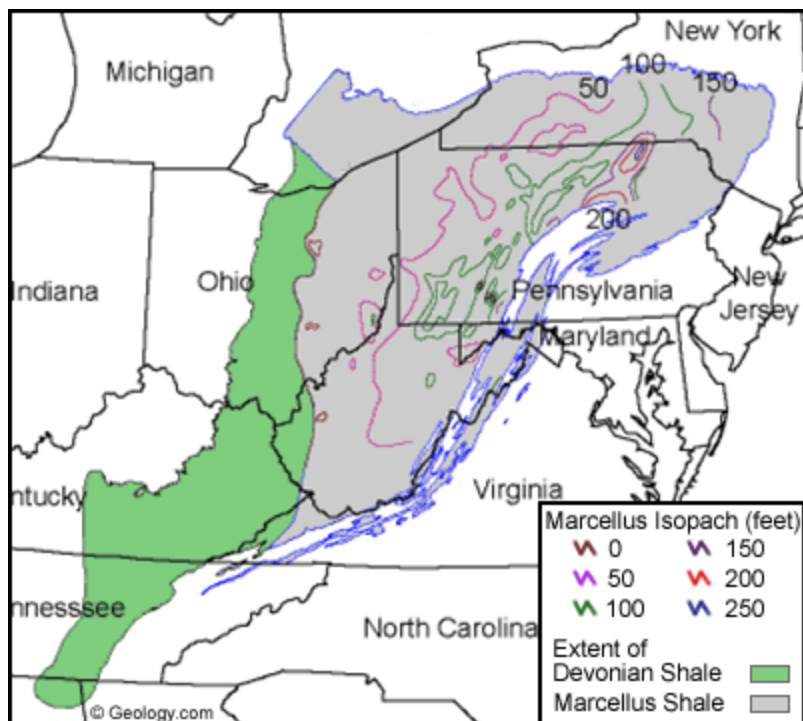 New York
Michigan
100
50
150
200
Ohio
Indiana
Pennsylvania
New
Jersey
Maryland
ntucky
Virginia
nnesssee
North Carolina
Marcellus Isopach (feet)
0
150
50
200
100
250
Extent of
Devonian Shale
Marcellus Shale
© Geology.com